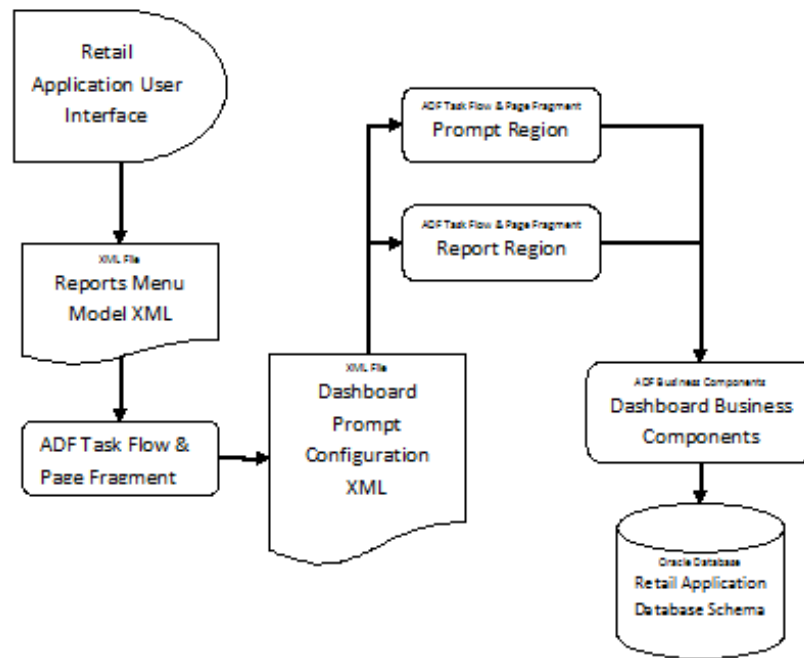 Retail
Application User
Interface
XML File
Reports Menu
Model XML
ADF Task Flow &
Page Fragment
XML File
Dashboard
Prompt
Configuration
XML
ADF Task Flow & Page Fragment
Prompt Region
ADF Task Flow & Page Fragment
Report Region
ADF Business Components
Dashboard Business
Components
Oracle Database
Retail Application
Database Schema